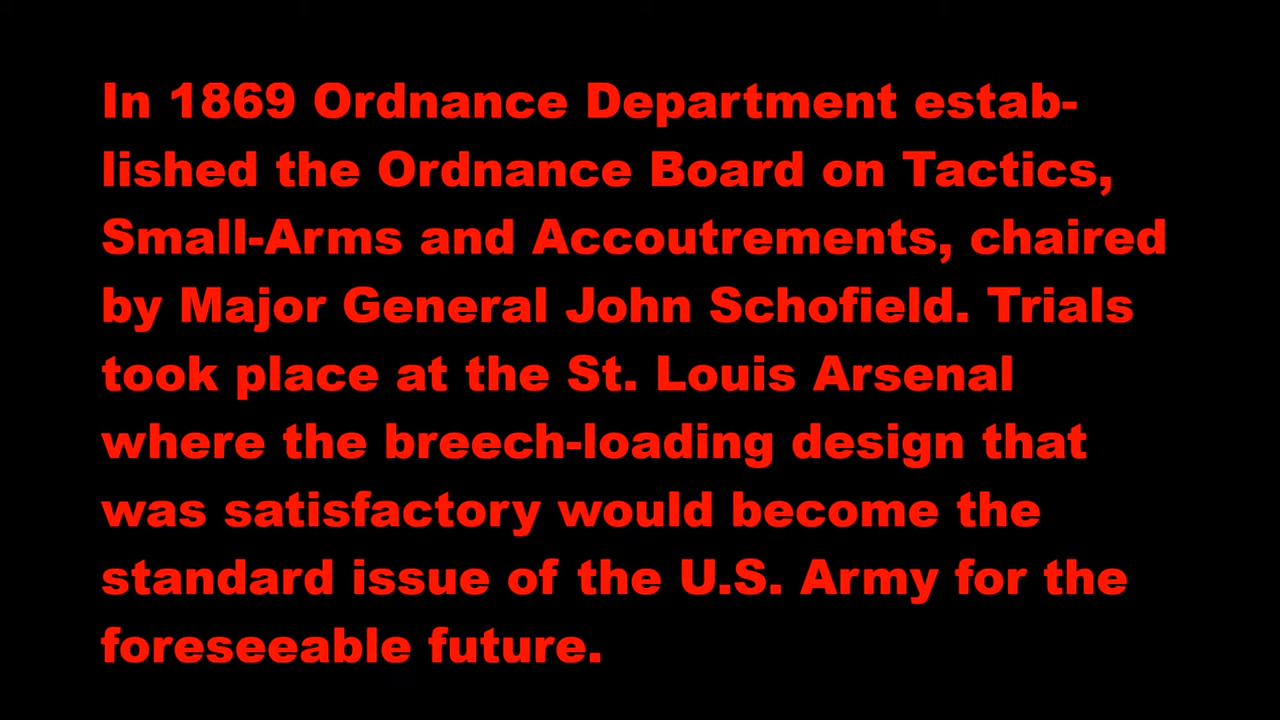 In 1869 Ordnance Department estab-
lished the Ordnance Board on Tactics,
Small-Arms and Accoutrements, chaired
by Major General John Schofield. Trials
took place at the St. Louis Arsenal
where the breech-loading design that
was satisfactory would become the
standard issue of the U.S. Army for the
foreseeable future.